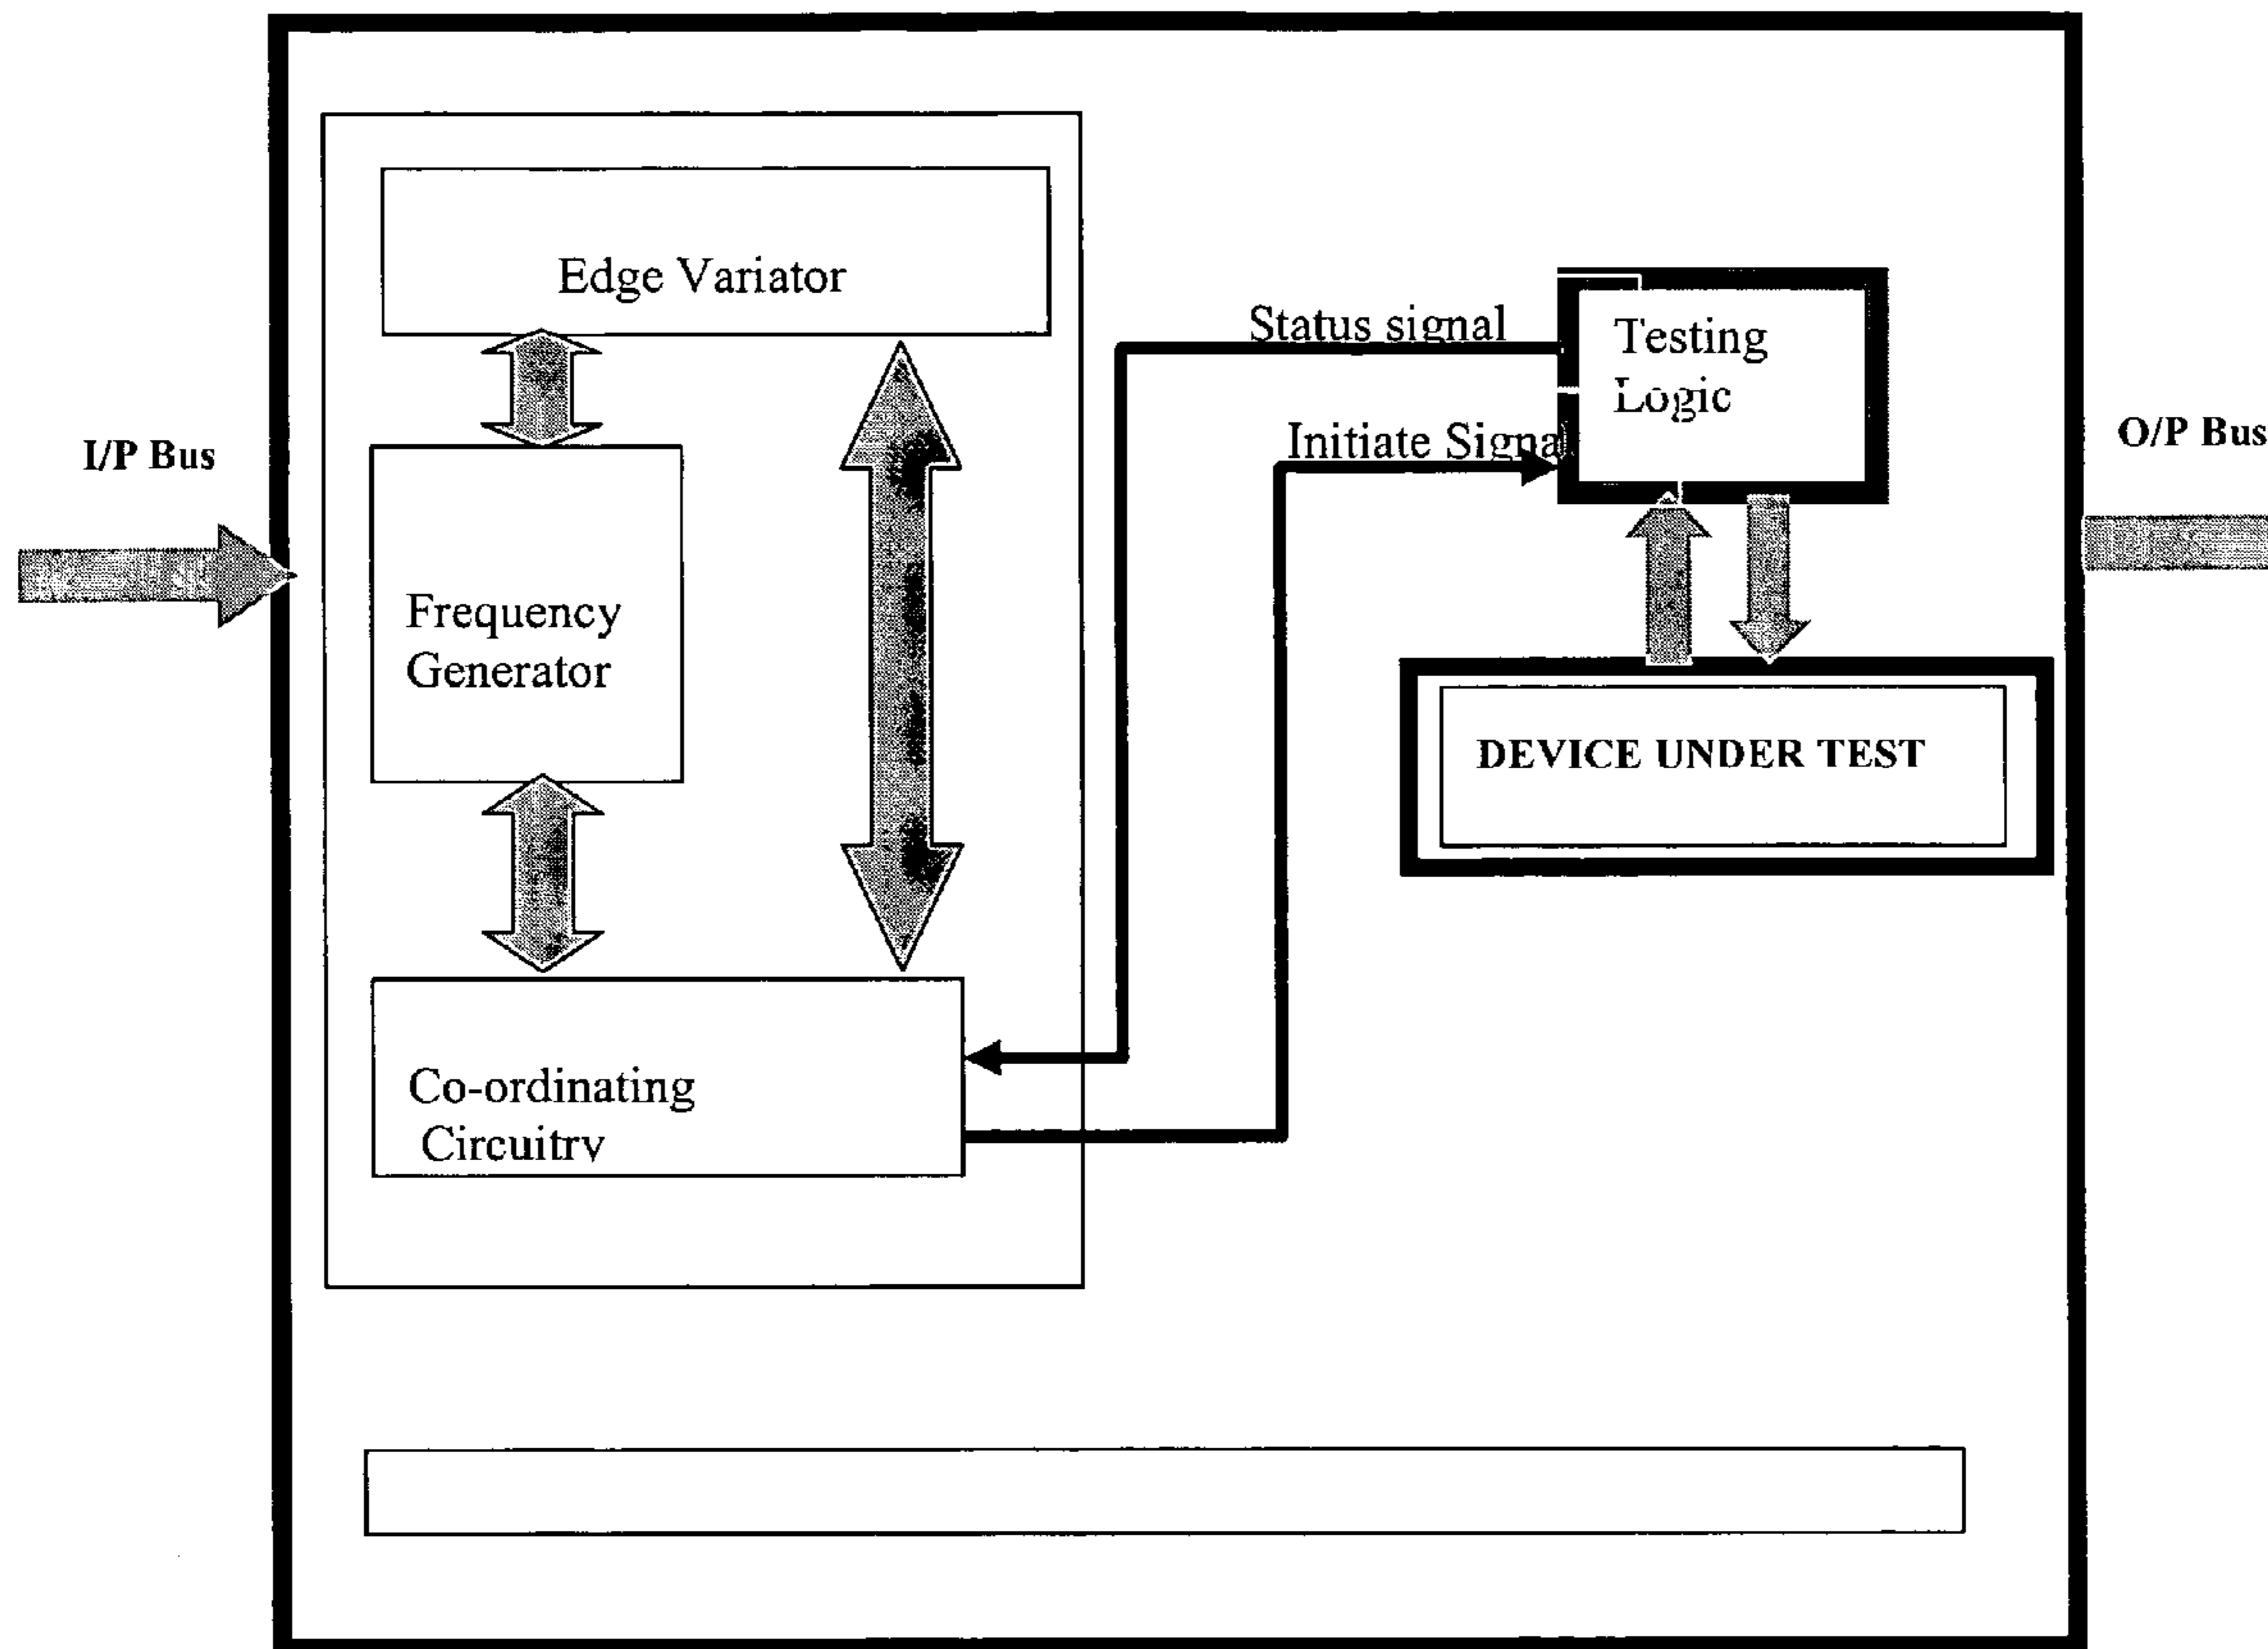 Edge Variator
Status signal
Testing
Logic
Initiate Signal
I/P Bus
O/P Bus
Frequency
Generator
DEVICE UNDER TEST
Co-ordinating
Circuitry